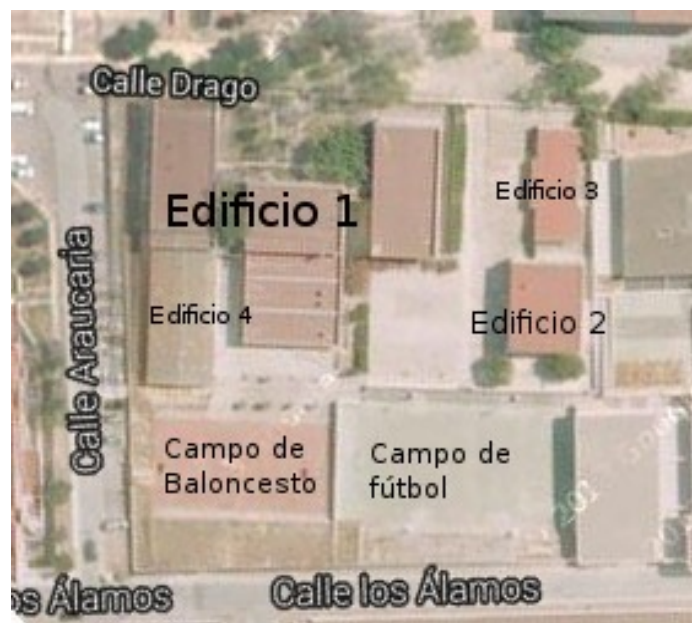 Calle Drago
Edificio 3
Edificio 1
Calle Araucaria
Edificio 4
Edificio 2
Campo de
Baloncesto
Campo de
fútbol
os Álamos
Calle los Álamos